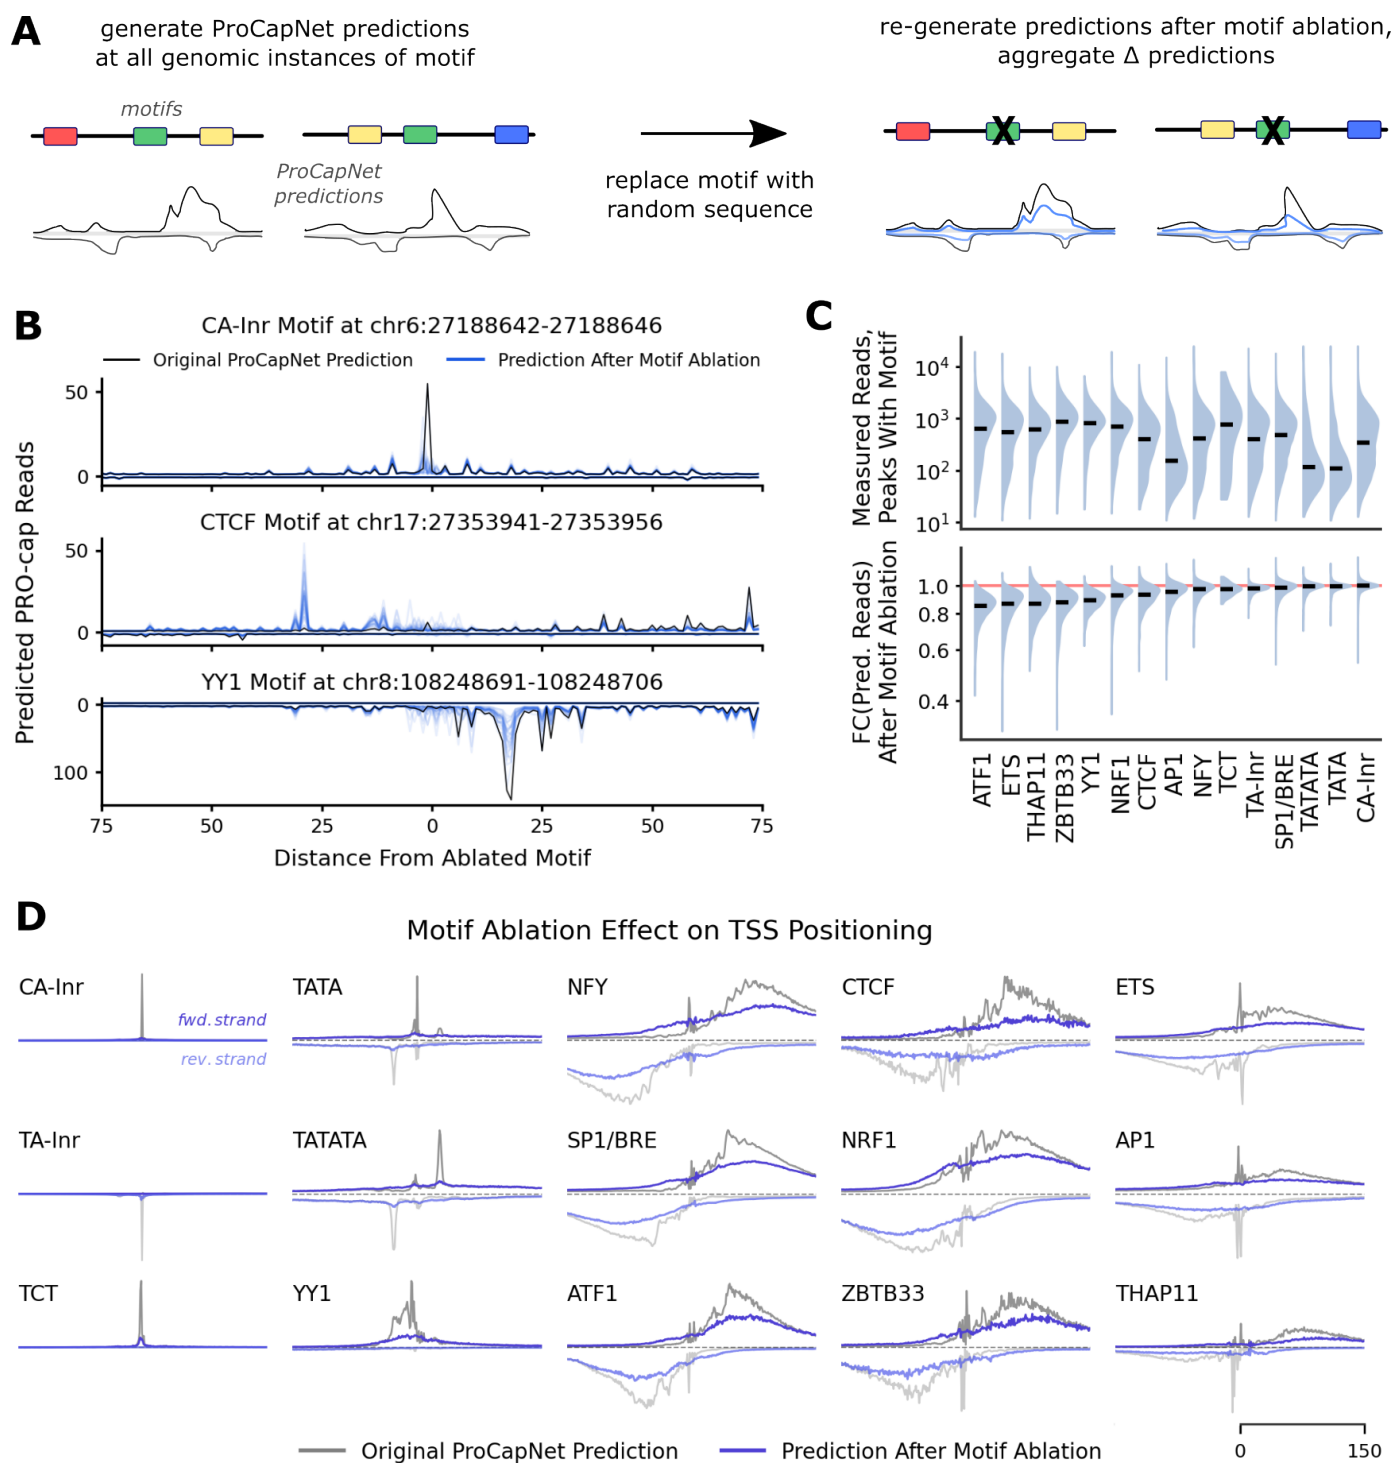 A
generate ProCapNet predictions
at all genomic instances of motif
re-generate predictions after motif ablation,
aggregate Δ predictions
motifs
ProCapNet
predictions
replace motif with
random sequence
X
X
B
CA-Inr Motif at chr6:27188642-27188646
Original ProCapNet Prediction
Prediction After Motif Ablation
50
0
CTCF Motif at chr17:27353941-27353956
50
0
YY1 Motif at chr8:108248691-108248706
0
100
75 50 25 0 25 50 75
Distance From Ablated Motif
Predicted PRO-cap Reads
C
Measured Reads,
Peaks With Motif
10⁴
10³
10²
10¹
FC(Pred. Reads)
After Motif Ablation
1.0
0.8
0.6
0.4
ATF1
ETS
THAP11
ZBTB33
YY1
NRF1
CTCF
AP1
NFY
TCT
TA-Inr
SP1/BRE
TATATA
TATA
CA-Inr
D
Motif Ablation Effect on TSS Positioning
CA-Inr
fwd. strand
rev. strand
TATA
NFY
CTCF
ETS
TA-Inr
TATATA
SP1/BRE
NRF1
AP1
TCT
YY1
ATF1
ZBTB33
THAP11
Original ProCapNet Prediction
Prediction After Motif Ablation
0 150